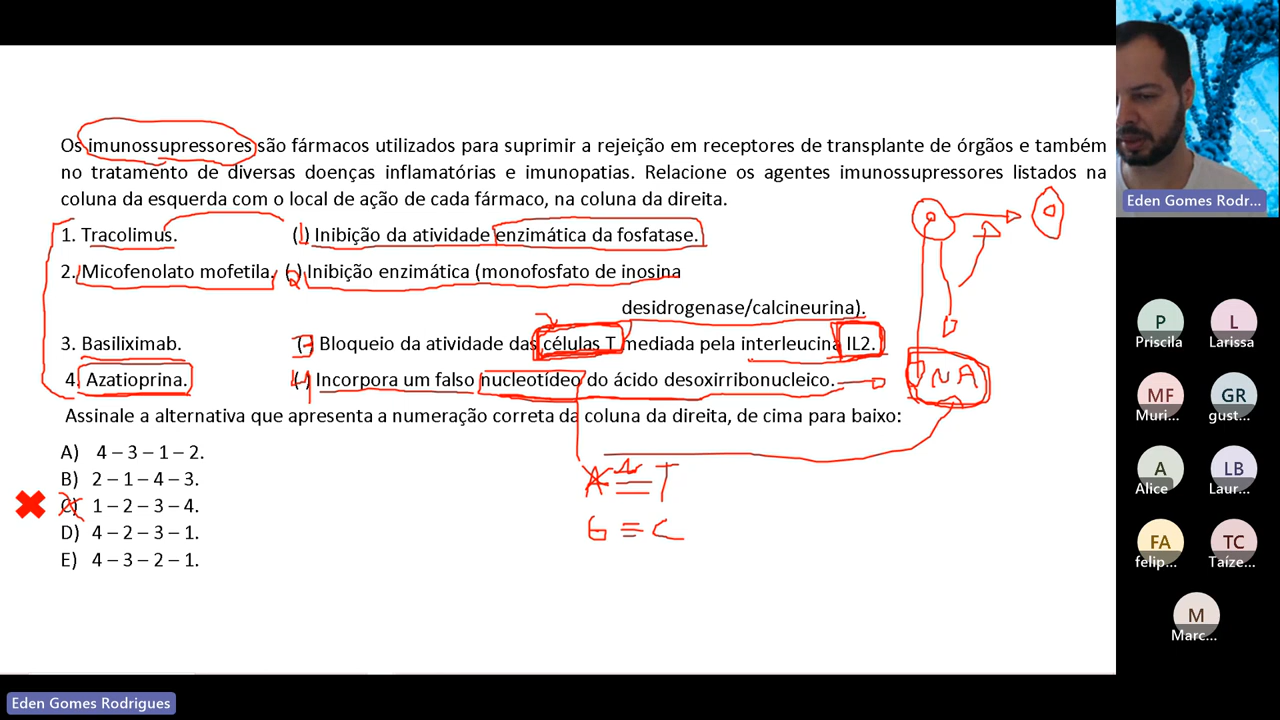 Os imunossupressores são fármacos utilizados para suprimir a rejeição em receptores de transplante de órgãos e também
no tratamento de diversas doenças inflamatórias e imunopatias. Relacione os agentes imunossupressores listados na
coluna da esquerda com o local de ação de cada fármaco, na coluna da direita.
1. Tracolimus. (1) Inibição da atividade enzimática da fosfatase.
2. Micofenolato mofetila. (2) Inibição enzimática (monofosfato de inosina
desidrogenase/calcineurina).
3. Basiliximab. (3) Bloqueio da atividade das células T mediada pela interleucina IL2.
4. Azatioprina. (4) Incorpora um falso nucleotídeo do ácido desoxirribonucleico. DNA
Assinale a alternativa que apresenta a numeração correta da coluna da direita, de cima para baixo:
A) 4 – 3 – 1 – 2.
B) 2 – 1 – 4 – 3.
C) 1 – 2 – 3 – 4.
D) 4 – 2 – 3 – 1.
E) 4 – 3 – 2 – 1.
A = T
G ≡ C
Eden Gomes Rodr...
P
Priscila
L
Larissa
MF
Muri...
GR
gust...
A
Alice
LB
Laur...
FA
felip...
TC
Taíze...
M
Marc...
Eden Gomes Rodrigues